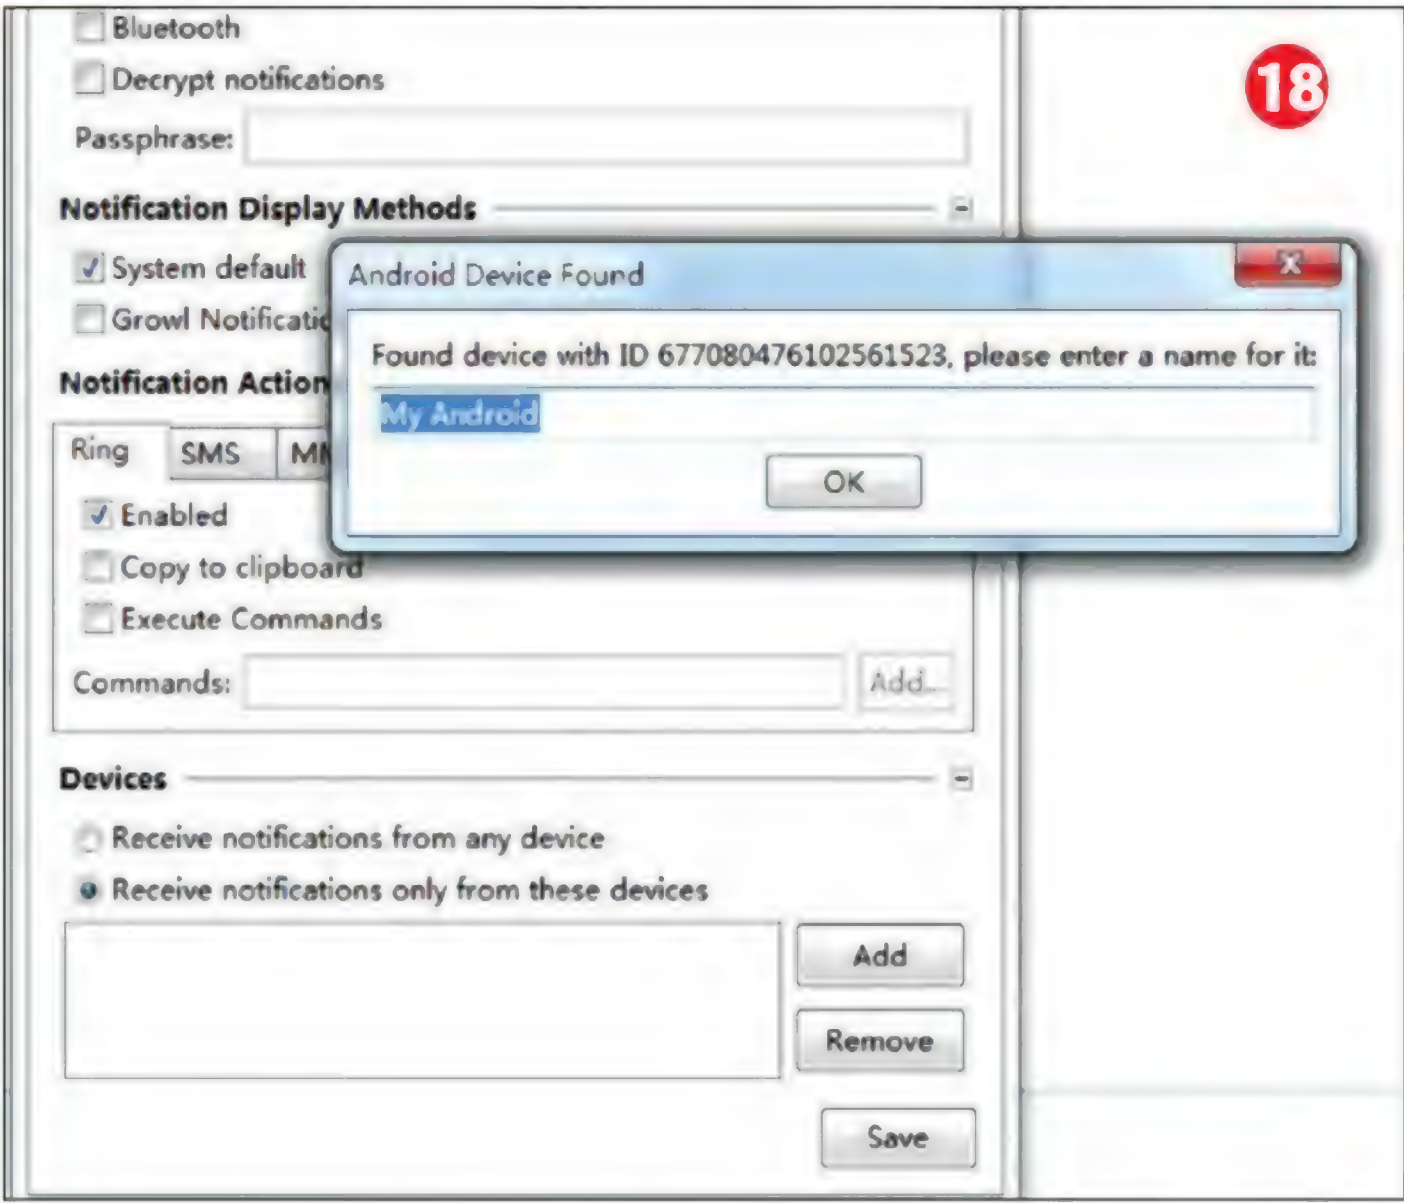 Bluetooth
18
Decrypt notifications
Passphrase:
Notification Display Methods
System default
Growl Notificatio
Android Device Found
X
Found device with ID 677080476102561523, please enter a name for it:
My Android
OK
Notification Action
Ring SMS MM
Enabled
Copy to clipboard
Execute Commands
Commands: Add...
Devices
Receive notifications from any device
Receive notifications only from these devices
Add
Remove
Save